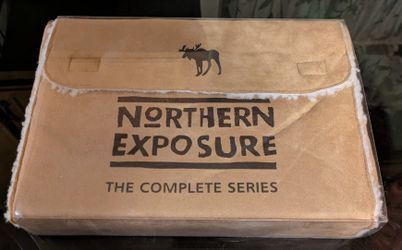 NORTHERN
EXPOSURE
THE COMPLETE SERIES